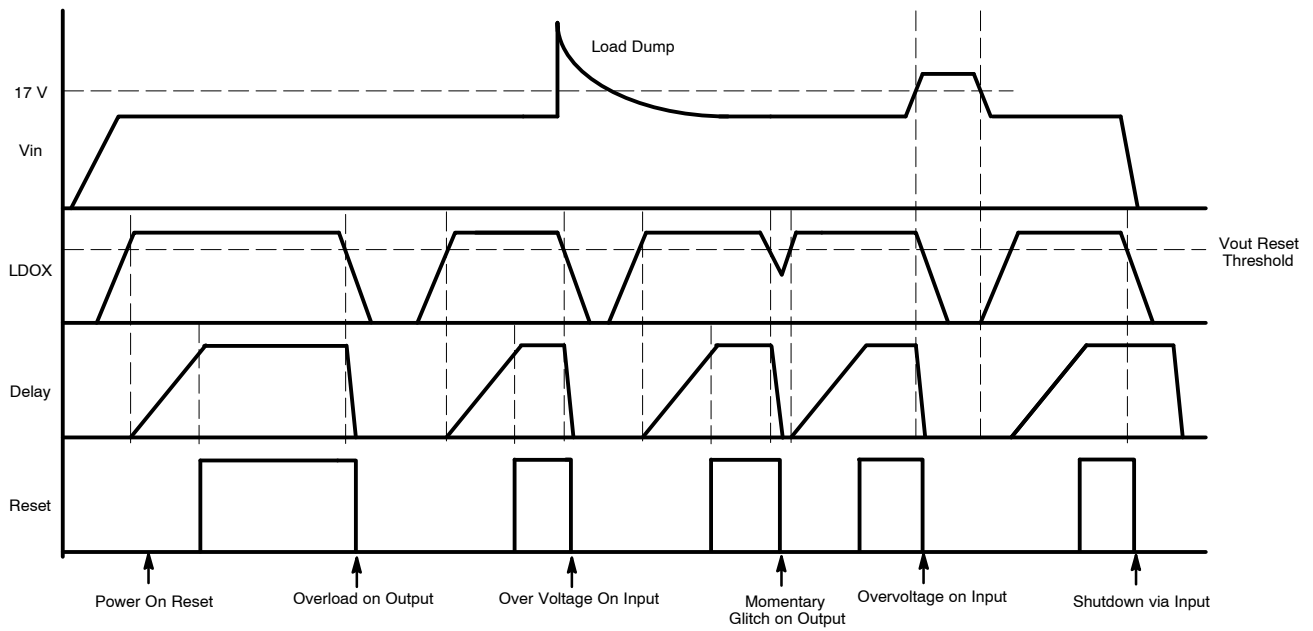 Load Dump
17 V
Vin
Vout Reset
Threshold
LDOX
Delay
Reset
Power On Reset
Overload on Output
Over Voltage On Input
Momentary
Glitch on Output
Overvoltage on Input
Shutdown via Input